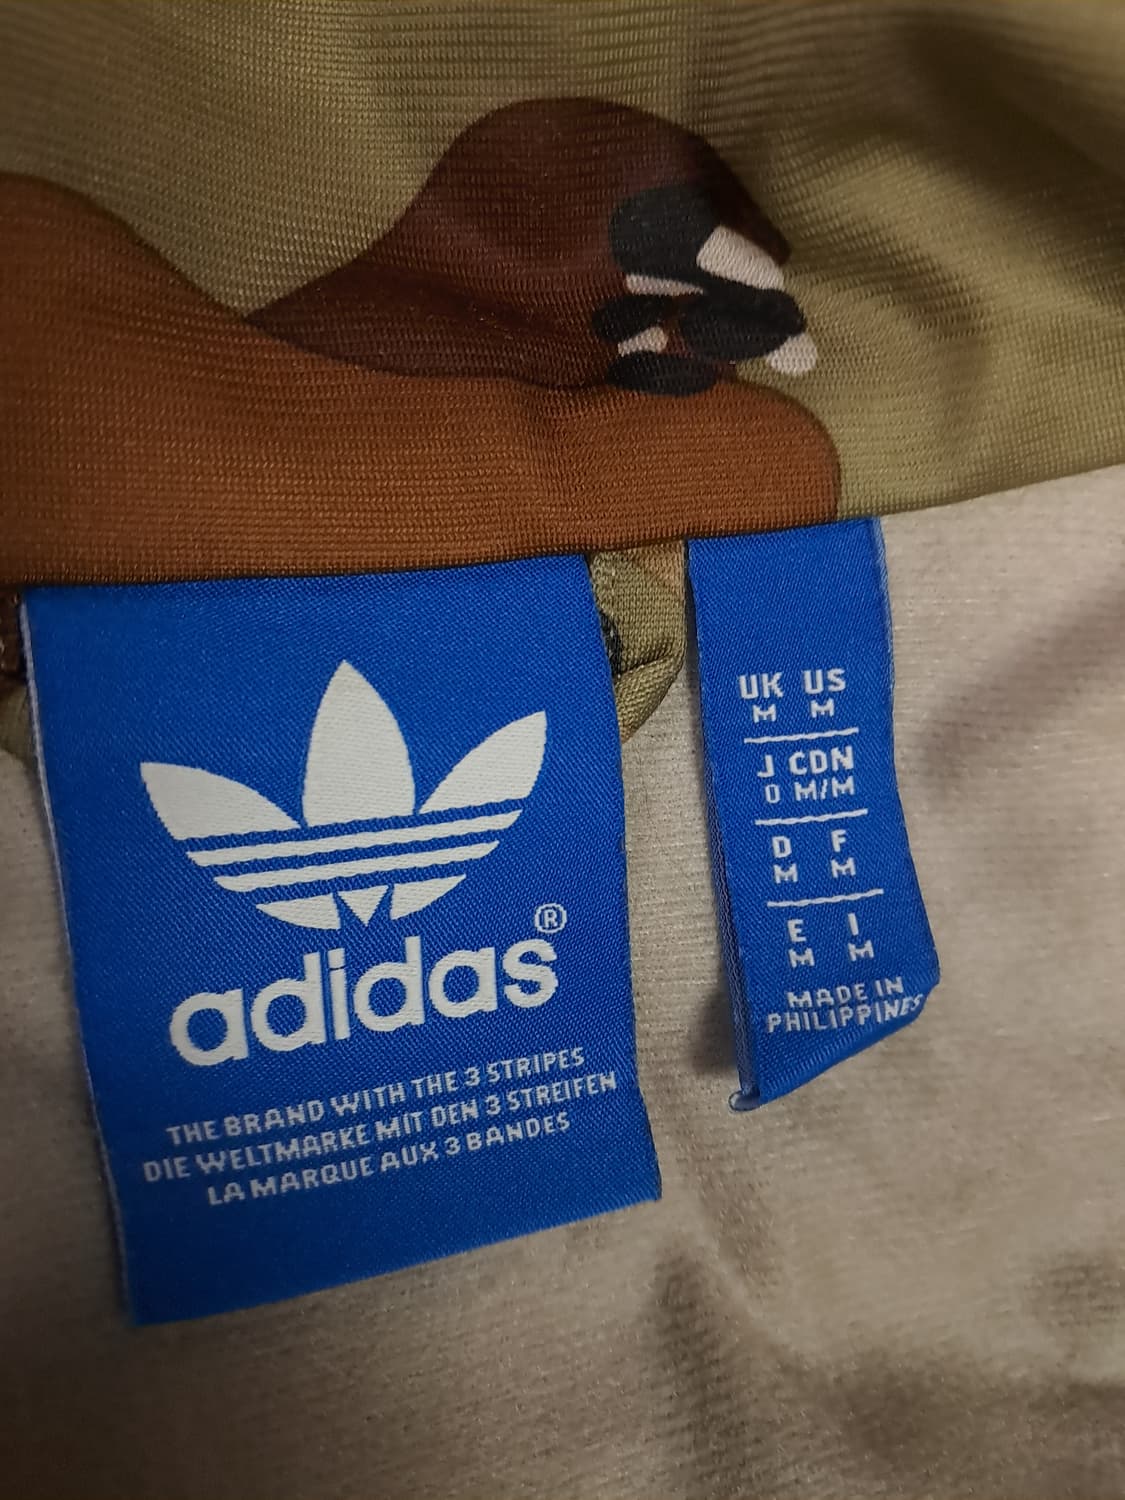 adidas®
THE BRAND WITH THE 3 STRIPES
DIE WELTMARKE MIT DEN 3 STREIFEN
LA MARQUE AUX 3 BANDES
UK US
M M
J CDN
O M/M
D F
M M
E I
M M
MADE IN
PHILIPPINES